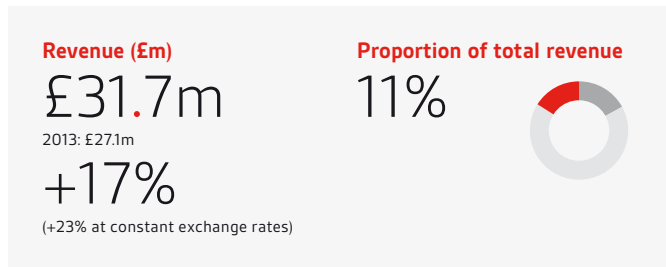 Revenue (£m)
£31.7m
2013: £27.1m
+17%
(+23% at constant exchange rates)
Proportion of total revenue
11%